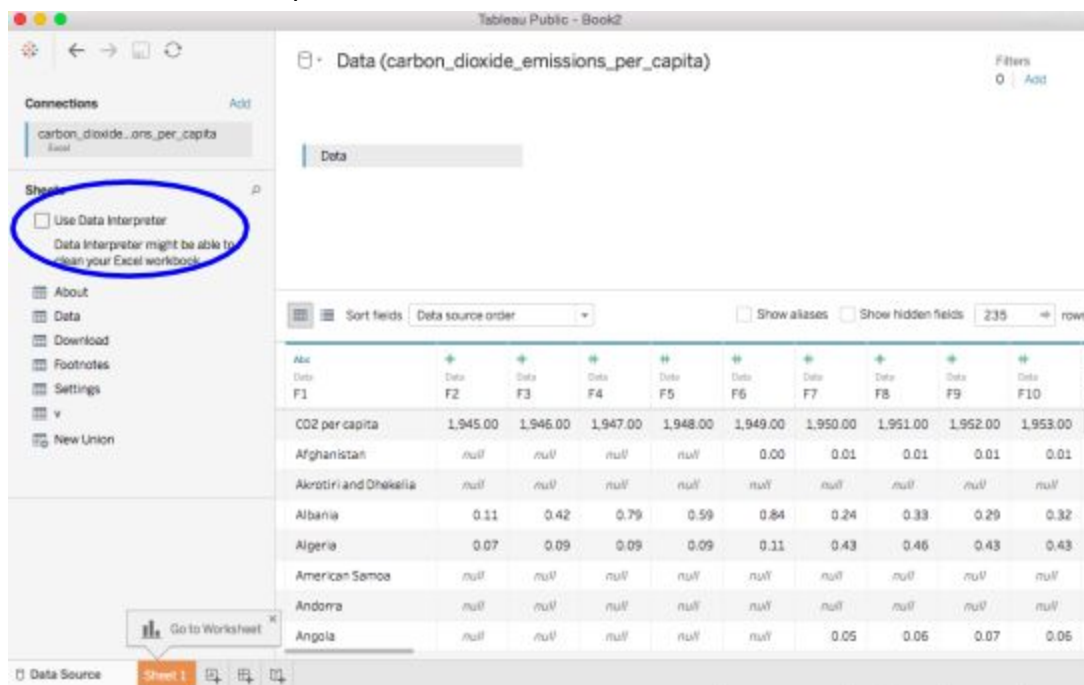 Tableau Public - Book2
Data (carbon_dioxide_emissions_per_capita)
Filters
0 | Add
Connections Add
carbon_dioxide...ons_per_capita
Excel
Data
Sheets
Use Data Interpreter
Data Interpreter might be able to
clean your Excel workbook.
About
Data
Download
Footnotes
Settings
v
New Union
Sort fields Data source order Show aliases Show hidden fields 235 rows
Abc # # # # # # # # #
Data Data Data Data Data Data Data Data Data Data
F1 F2 F3 F4 F5 F6 F7 F8 F9 F10
CO2 per capita 1,945.00 1,946.00 1,947.00 1,948.00 1,949.00 1,950.00 1,951.00 1,952.00 1,953.00
Afghanistan null null null null 0.00 0.01 0.01 0.01 0.01
Akrotiri and Dhekelia null null null null null null null null null
Albania 0.11 0.42 0.79 0.59 0.84 0.24 0.33 0.29 0.32
Algeria 0.07 0.09 0.09 0.09 0.11 0.43 0.46 0.43 0.43
American Samoa null null null null null null null null null
Andorra null null null null null null null null null
Angola null null null null null 0.05 0.06 0.07 0.06
Go to Worksheet
Data Source Sheet 1